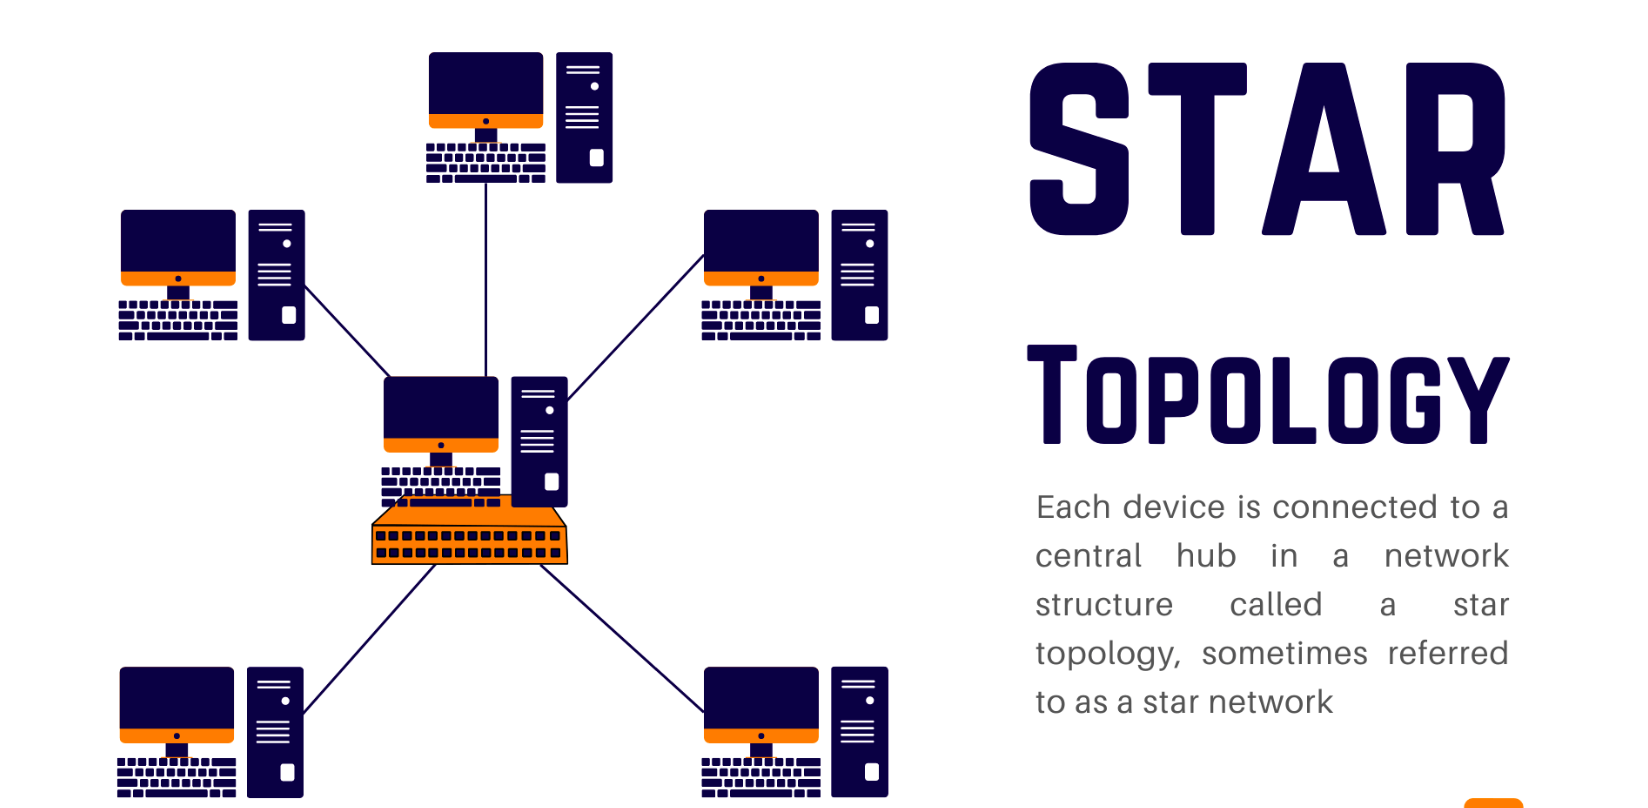 STAR
TOPOLOGY
Each device is connected to a
central hub in a network
structure called a star
topology, sometimes referred
to as a star network